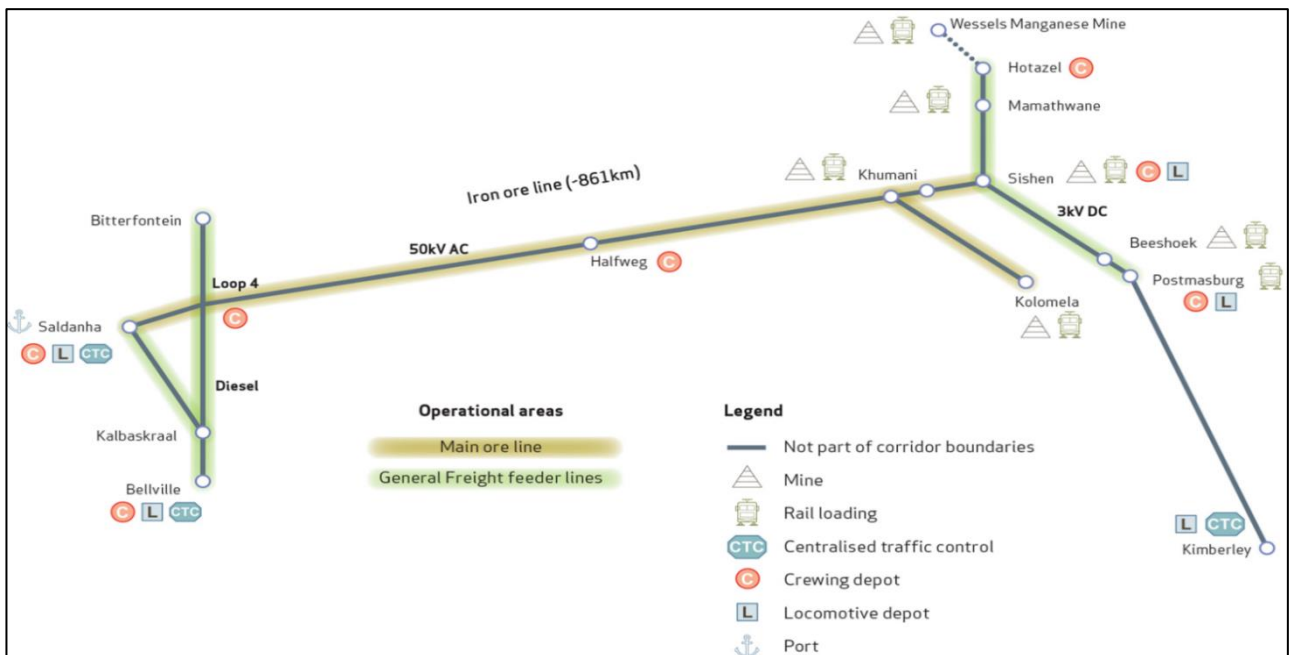 Wessels Manganese Mine
Hotazel C
Mamathwane
Khumani
Sishen C L
Iron ore line (-861km)
3kV DC
Bitterfontein
50kV AC
Beeshoek
Halfweg C
Postmasburg
C L
Loop 4
C
Kolomela
Saldanha
C L CTC
Diesel
Kalbaskraal
Bellville
C L CTC
L CTC
Kimberley
Operational areas
Main ore line
General Freight feeder lines
Legend
Not part of corridor boundaries
Mine
Rail loading
CTC Centralised traffic control
C Crewing depot
L Locomotive depot
Port